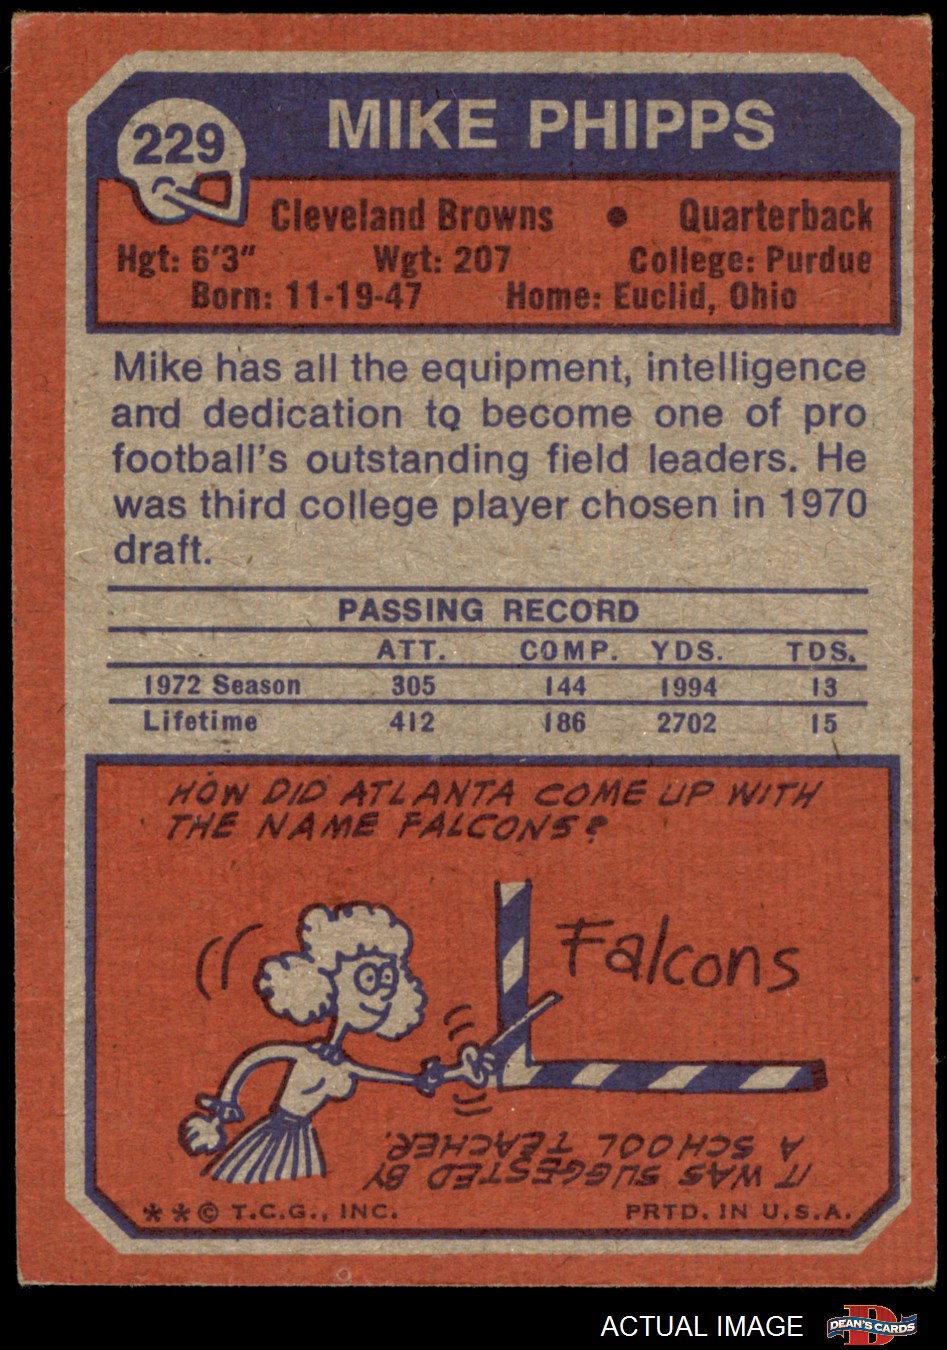 229
MIKE PHIPPS
Cleveland Browns • Quarterback
Hgt: 6'3" Wgt: 207 College: Purdue
Born: 11-19-47 Home: Euclid, Ohio
Mike has all the equipment, intelligence
and dedication to become one of pro
football's outstanding field leaders. He
was third college player chosen in 1970
draft.
PASSING RECORD
ATT. COMP. YDS. TDS.
1972 Season 305 144 1994 13
Lifetime 412 186 2702 15
HOW DID ATLANTA COME UP WITH
THE NAME FALCONS?
Falcons
IT WAS SUGGESTED BY
A SCHOOL TEACHER.
**© T.C.G., INC. PRTD. IN U.S.A.
ACTUAL IMAGE
D
DEAN'S CARDS